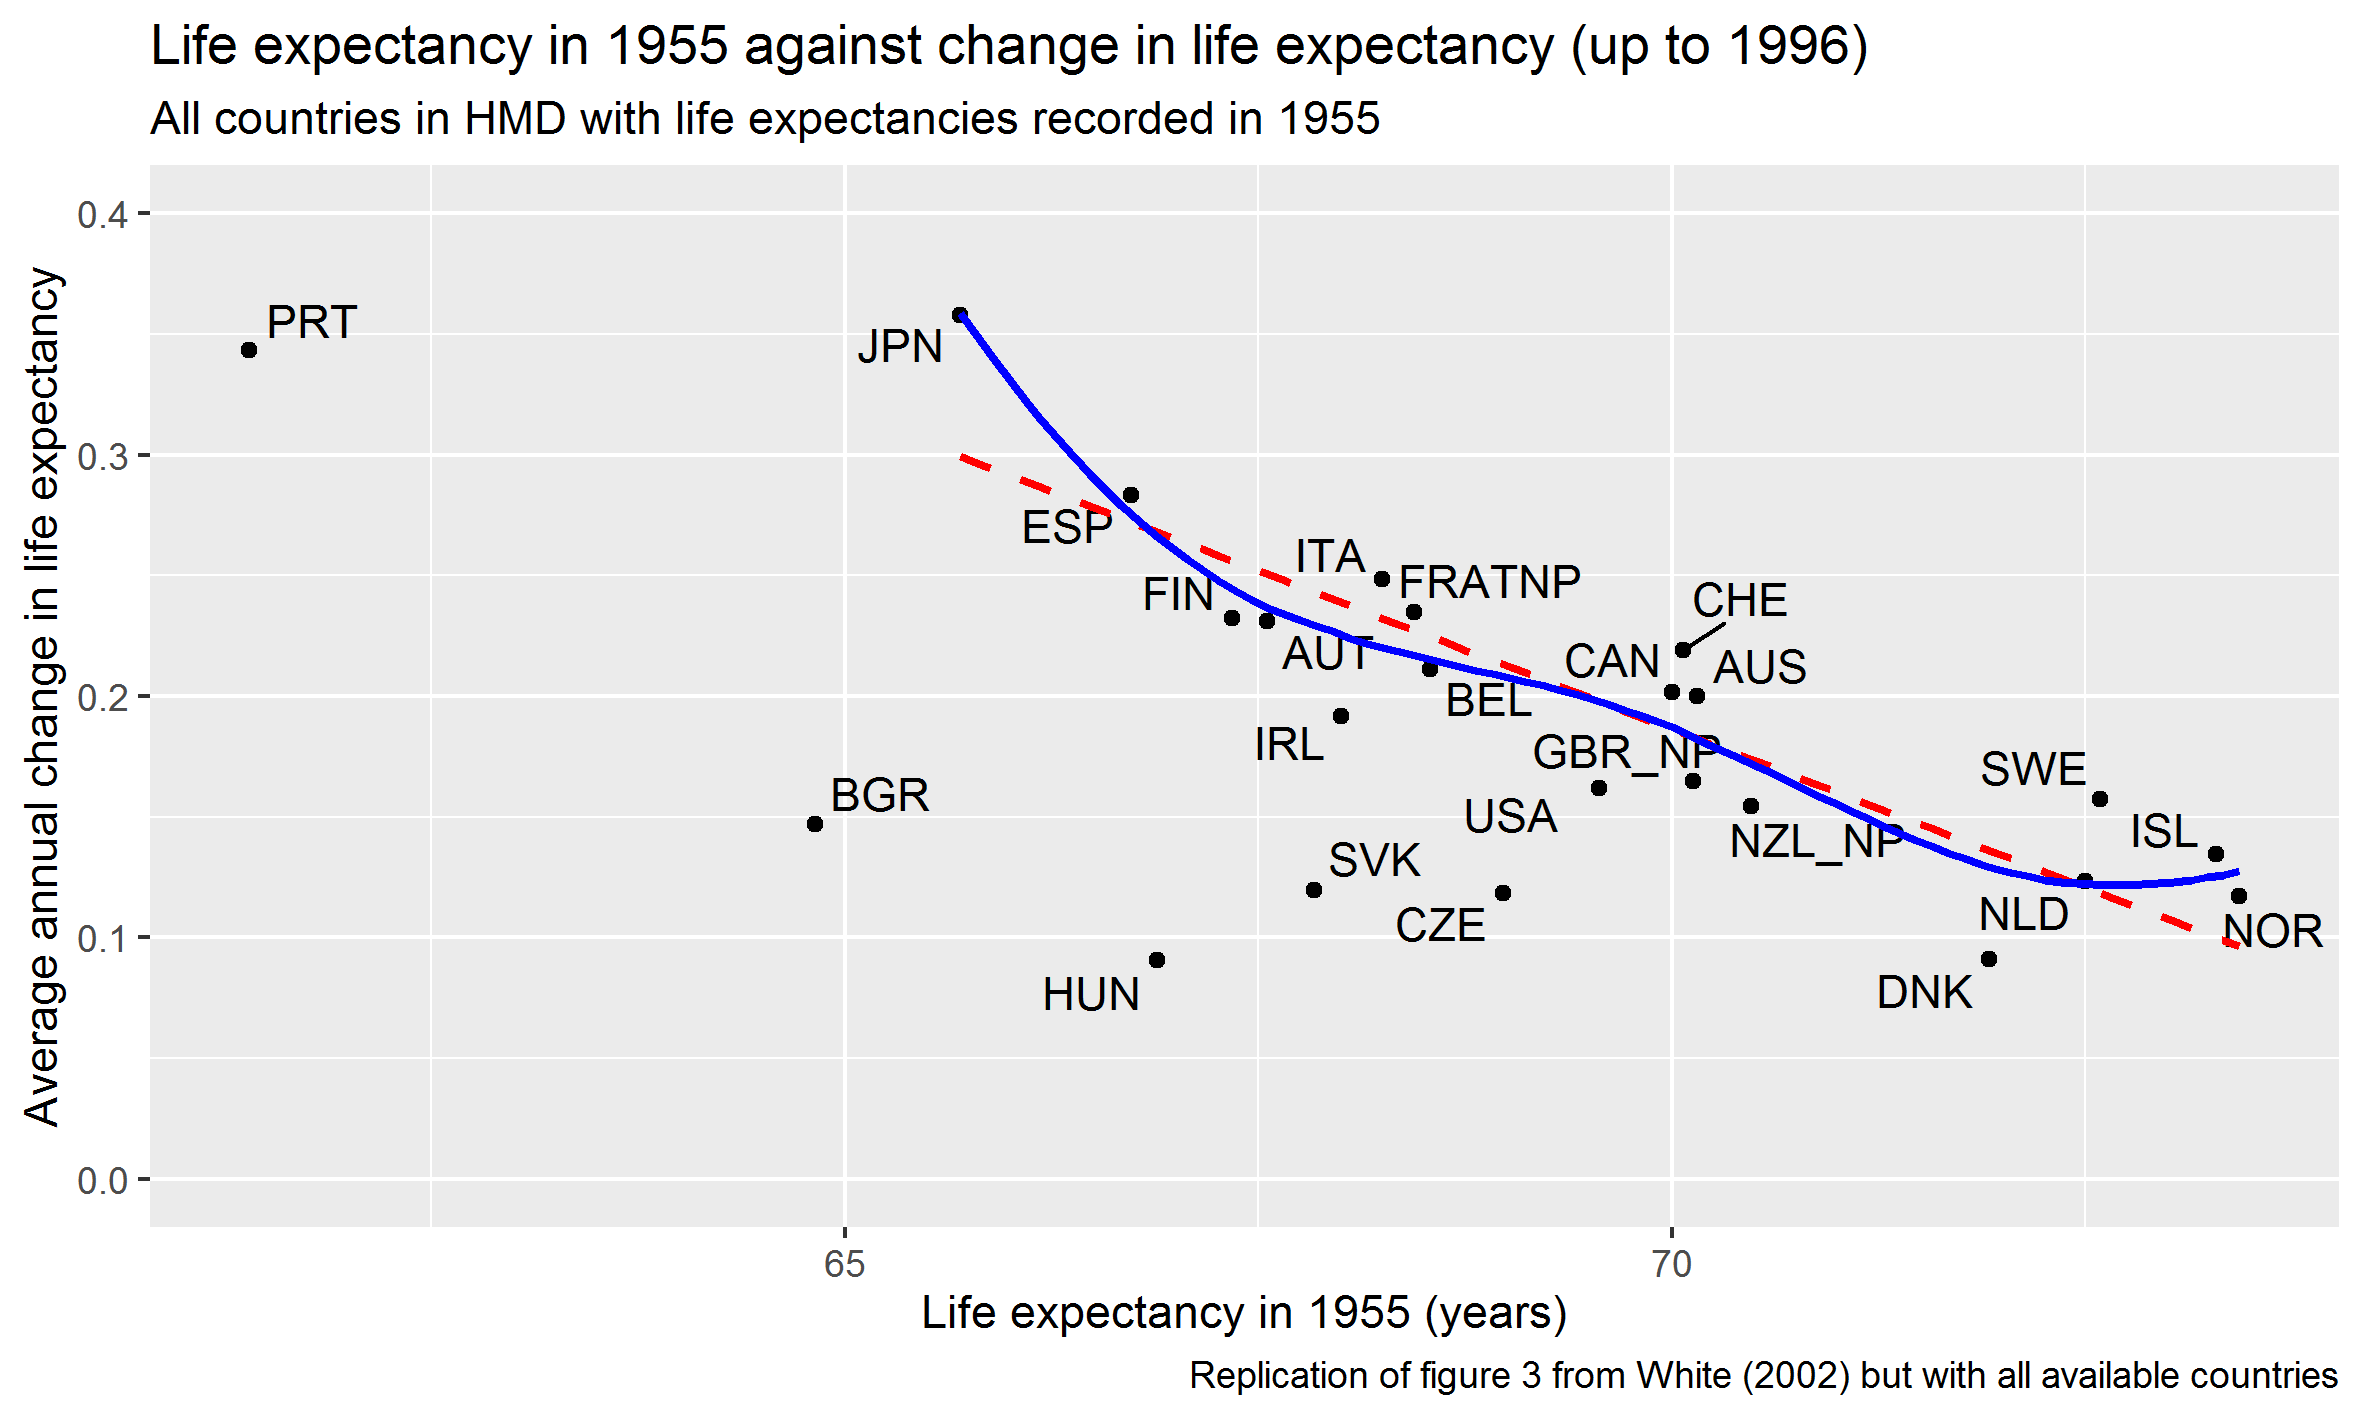 Life expectancy in 1955 against change in life expectancy (up to 1996)
All countries in HMD with life expectancies recorded in 1955
Average annual change in life expectancy
0.4
0.3
0.2
0.1
0.0
PRT
JPN
ESP
ITA
FRATNP
FIN
CHE
AUT
CAN
AUS
BEL
IRL
GBR_NP
SWE
BGR
USA
ISL
NZL_NP
SVK
CZE
NLD
NOR
HUN
DNK
65
70
Life expectancy in 1955 (years)
Replication of figure 3 from White (2002) but with all available countries